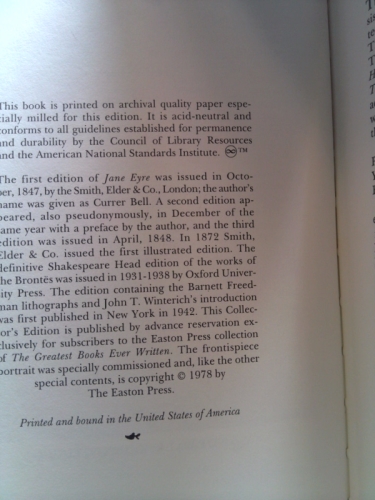 This book is printed on archival quality paper espe-
cially milled for this edition. It is acid-neutral and
conforms to all guidelines established for permanence
and durability by the Council of Library Resources
and the American National Standards Institute. ∞™
The first edition of Jane Eyre was issued in Octo-
ber, 1847, by the Smith, Elder & Co., London; the author's
name was given as Currer Bell. A second edition ap-
peared, also pseudonymously, in December of the
same year with a preface by the author, and the third
edition was issued in April, 1848. In 1872 Smith,
Elder & Co. issued the first illustrated edition. The
definitive Shakespeare Head edition of the works of
the Brontës was issued in 1931-1938 by Oxford Univer-
sity Press. The edition containing the Barnett Freed-
man lithographs and John T. Winterich's introduction
was first published in New York in 1942. This Collec-
tor's Edition is published by advance reservation ex-
clusively for subscribers to the Easton Press collection
of The Greatest Books Ever Written. The frontispiece
portrait was specially commissioned and, like the other
special contents, is copyright © 1978 by
The Easton Press.
Printed and bound in the United States of America